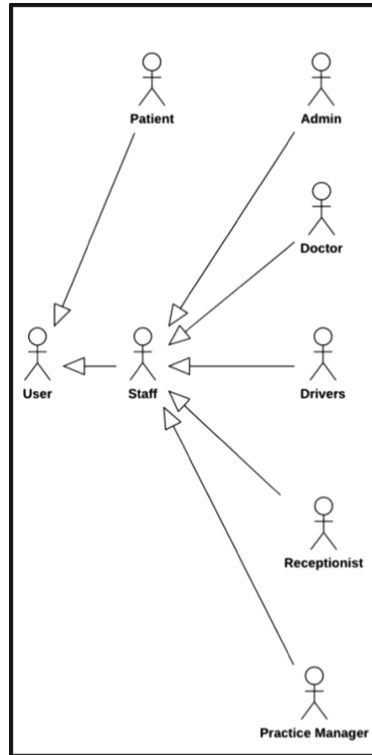 Patient
Admin
Doctor
User
Staff
Drivers
Receptionist
Practice Manager